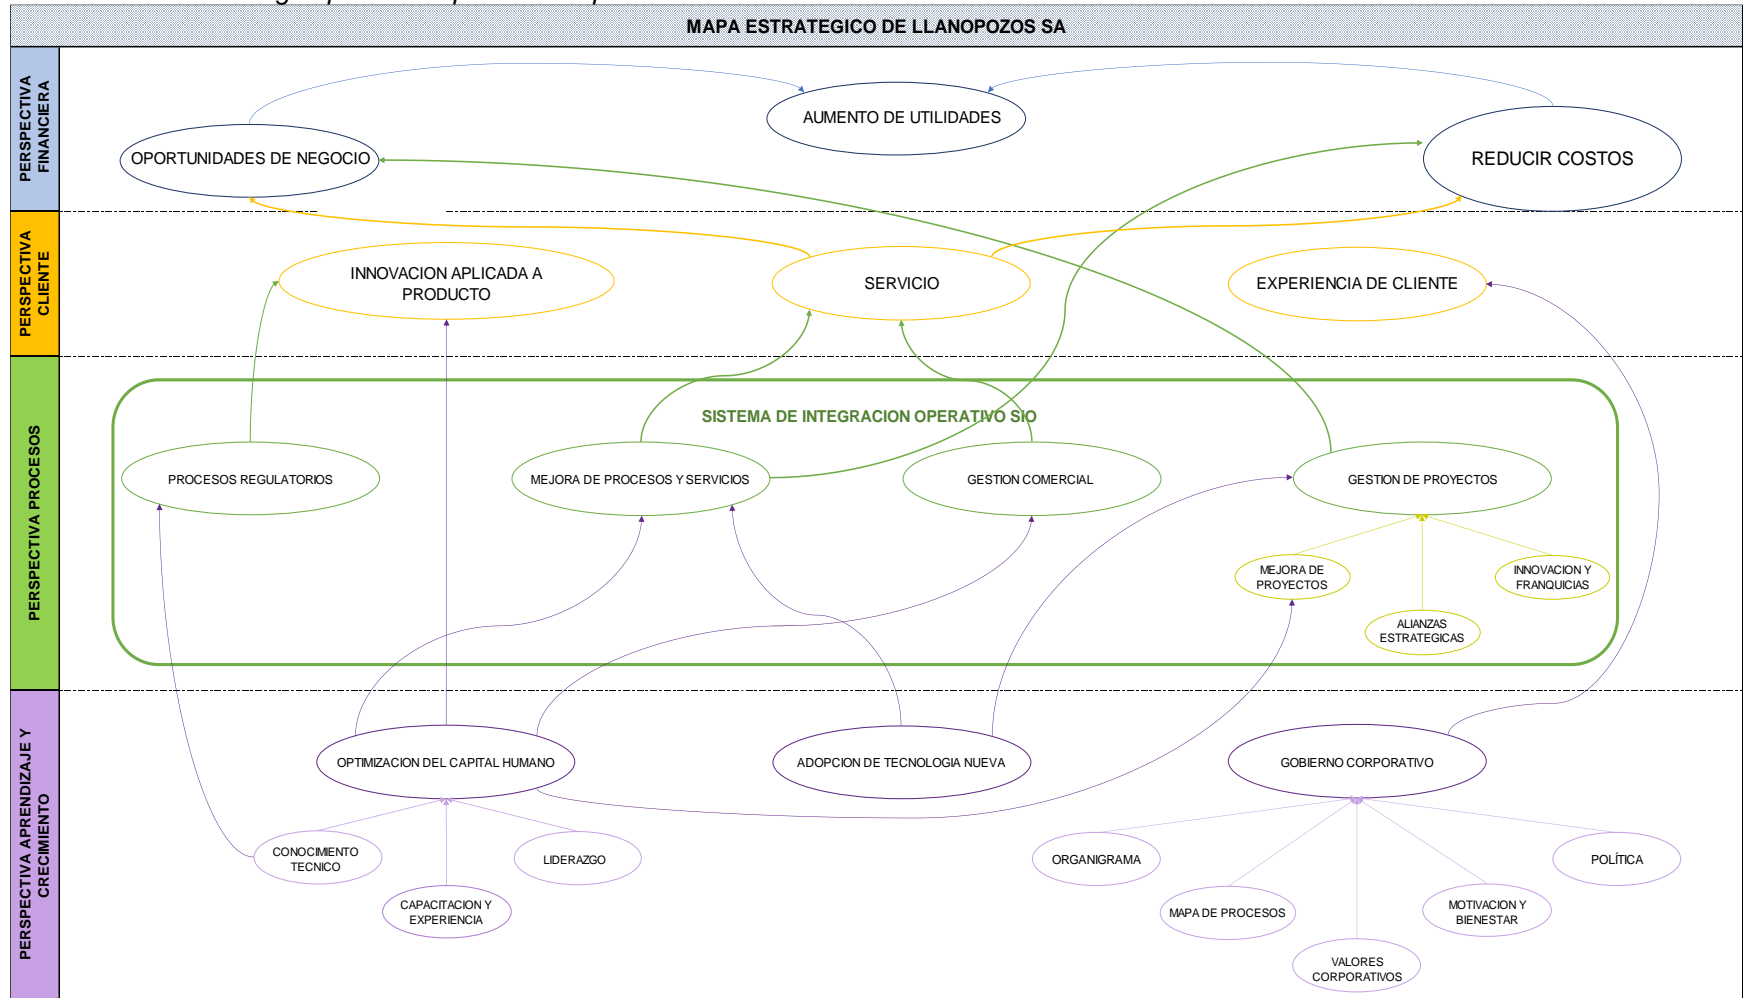 MAPA ESTRATEGICO DE LLANOPOZOS SA
PERSPECTIVA
FINANCIERA
AUMENTO DE UTILIDADES
OPORTUNIDADES DE NEGOCIO
REDUCIR COSTOS
PERSPECTIVA
CLIENTE
INNOVACION APLICADA A
PRODUCTO
SERVICIO
EXPERIENCIA DE CLIENTE
PERSPECTIVA PROCESOS
SISTEMA DE INTEGRACION OPERATIVO SIO
PROCESOS REGULATORIOS
MEJORA DE PROCESOS Y SERVICIOS
GESTION COMERCIAL
GESTION DE PROYECTOS
MEJORA DE
PROYECTOS
INNOVACION Y
FRANQUICIAS
ALIANZAS
ESTRATEGICAS
PERSPECTIVA APRENDIZAJE Y
CRECIMIENTO
OPTIMIZACION DEL CAPITAL HUMANO
ADOPCION DE TECNOLOGIA NUEVA
GOBIERNO CORPORATIVO
CONOCIMIENTO
TECNICO
LIDERAZGO
CAPACITACION Y
EXPERIENCIA
ORGANIGRAMA
POLÍTICA
MAPA DE PROCESOS
MOTIVACION Y
BIENESTAR
VALORES
CORPORATIVOS